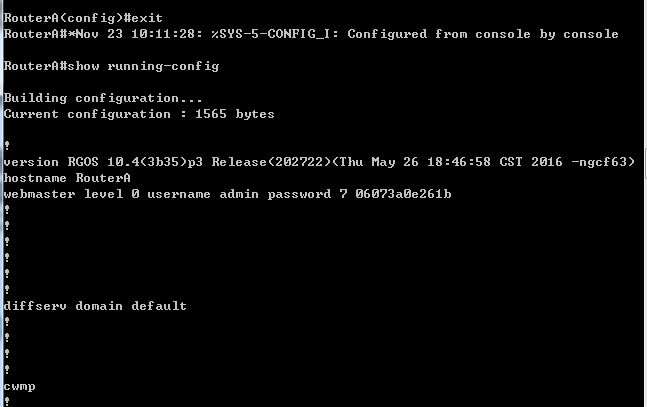 RouterA(config)#exit
RouterA#*Nov 23 10:11:28: %SYS-5-CONFIG_I: Configured from console by console
RouterA#show running-config
Building configuration...
Current configuration : 1565 bytes
!
version RGOS 10.4(3b35)p3 Release(202722)(Thu May 26 18:46:58 CST 2016 -ngcf63)
hostname RouterA
webmaster level 0 username admin password 7 06073a0e261b
!
!
!
!
!
!
diffserv domain default
!
!
!
!
cwmp
!